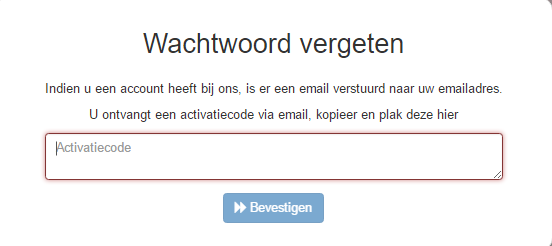 Wachtwoord vergeten
Indien u een account heeft bij ons, is er een email verstuurd naar uw emailadres.
U ontvangt een activatiecode via email, kopieer en plak deze hier
Activatiecode
Bevestigen